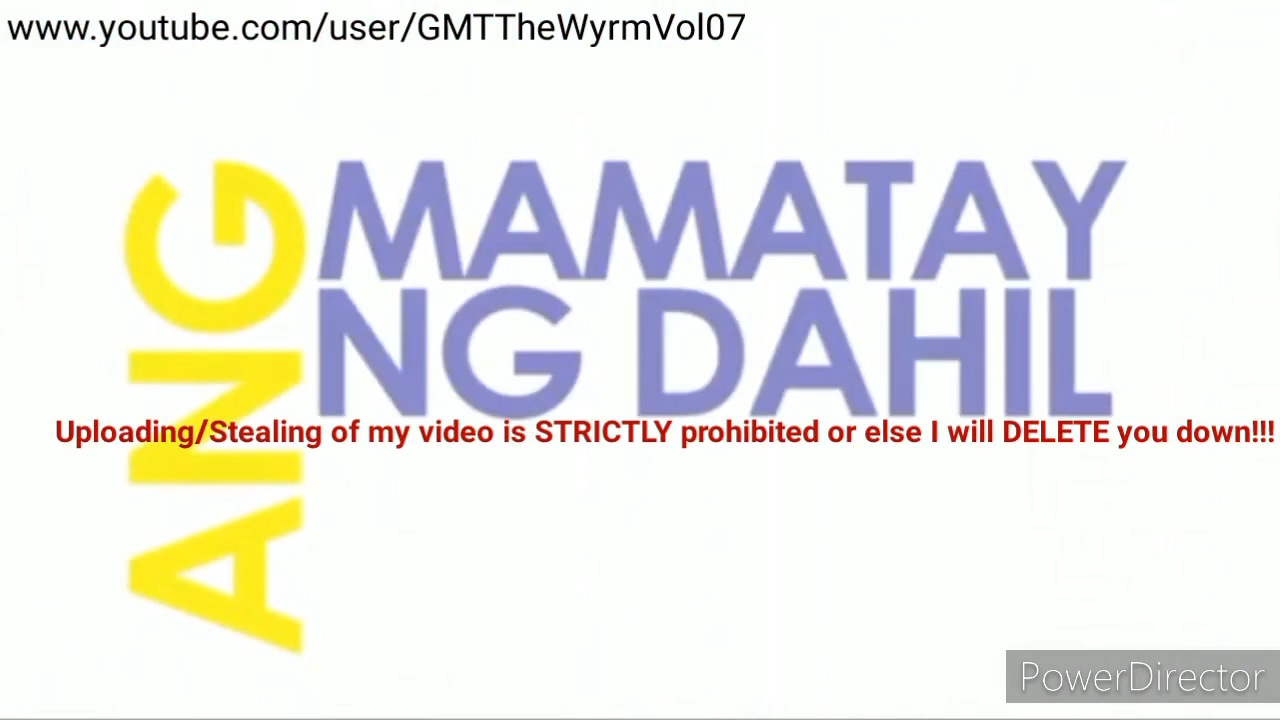 www.youtube.com/user/GMTTheWyrmVol07
ANG
MAMATAY
NG DAHIL
Uploading/Stealing of my video is STRICTLY prohibited or else I will DELETE you down!!!
PowerDirector